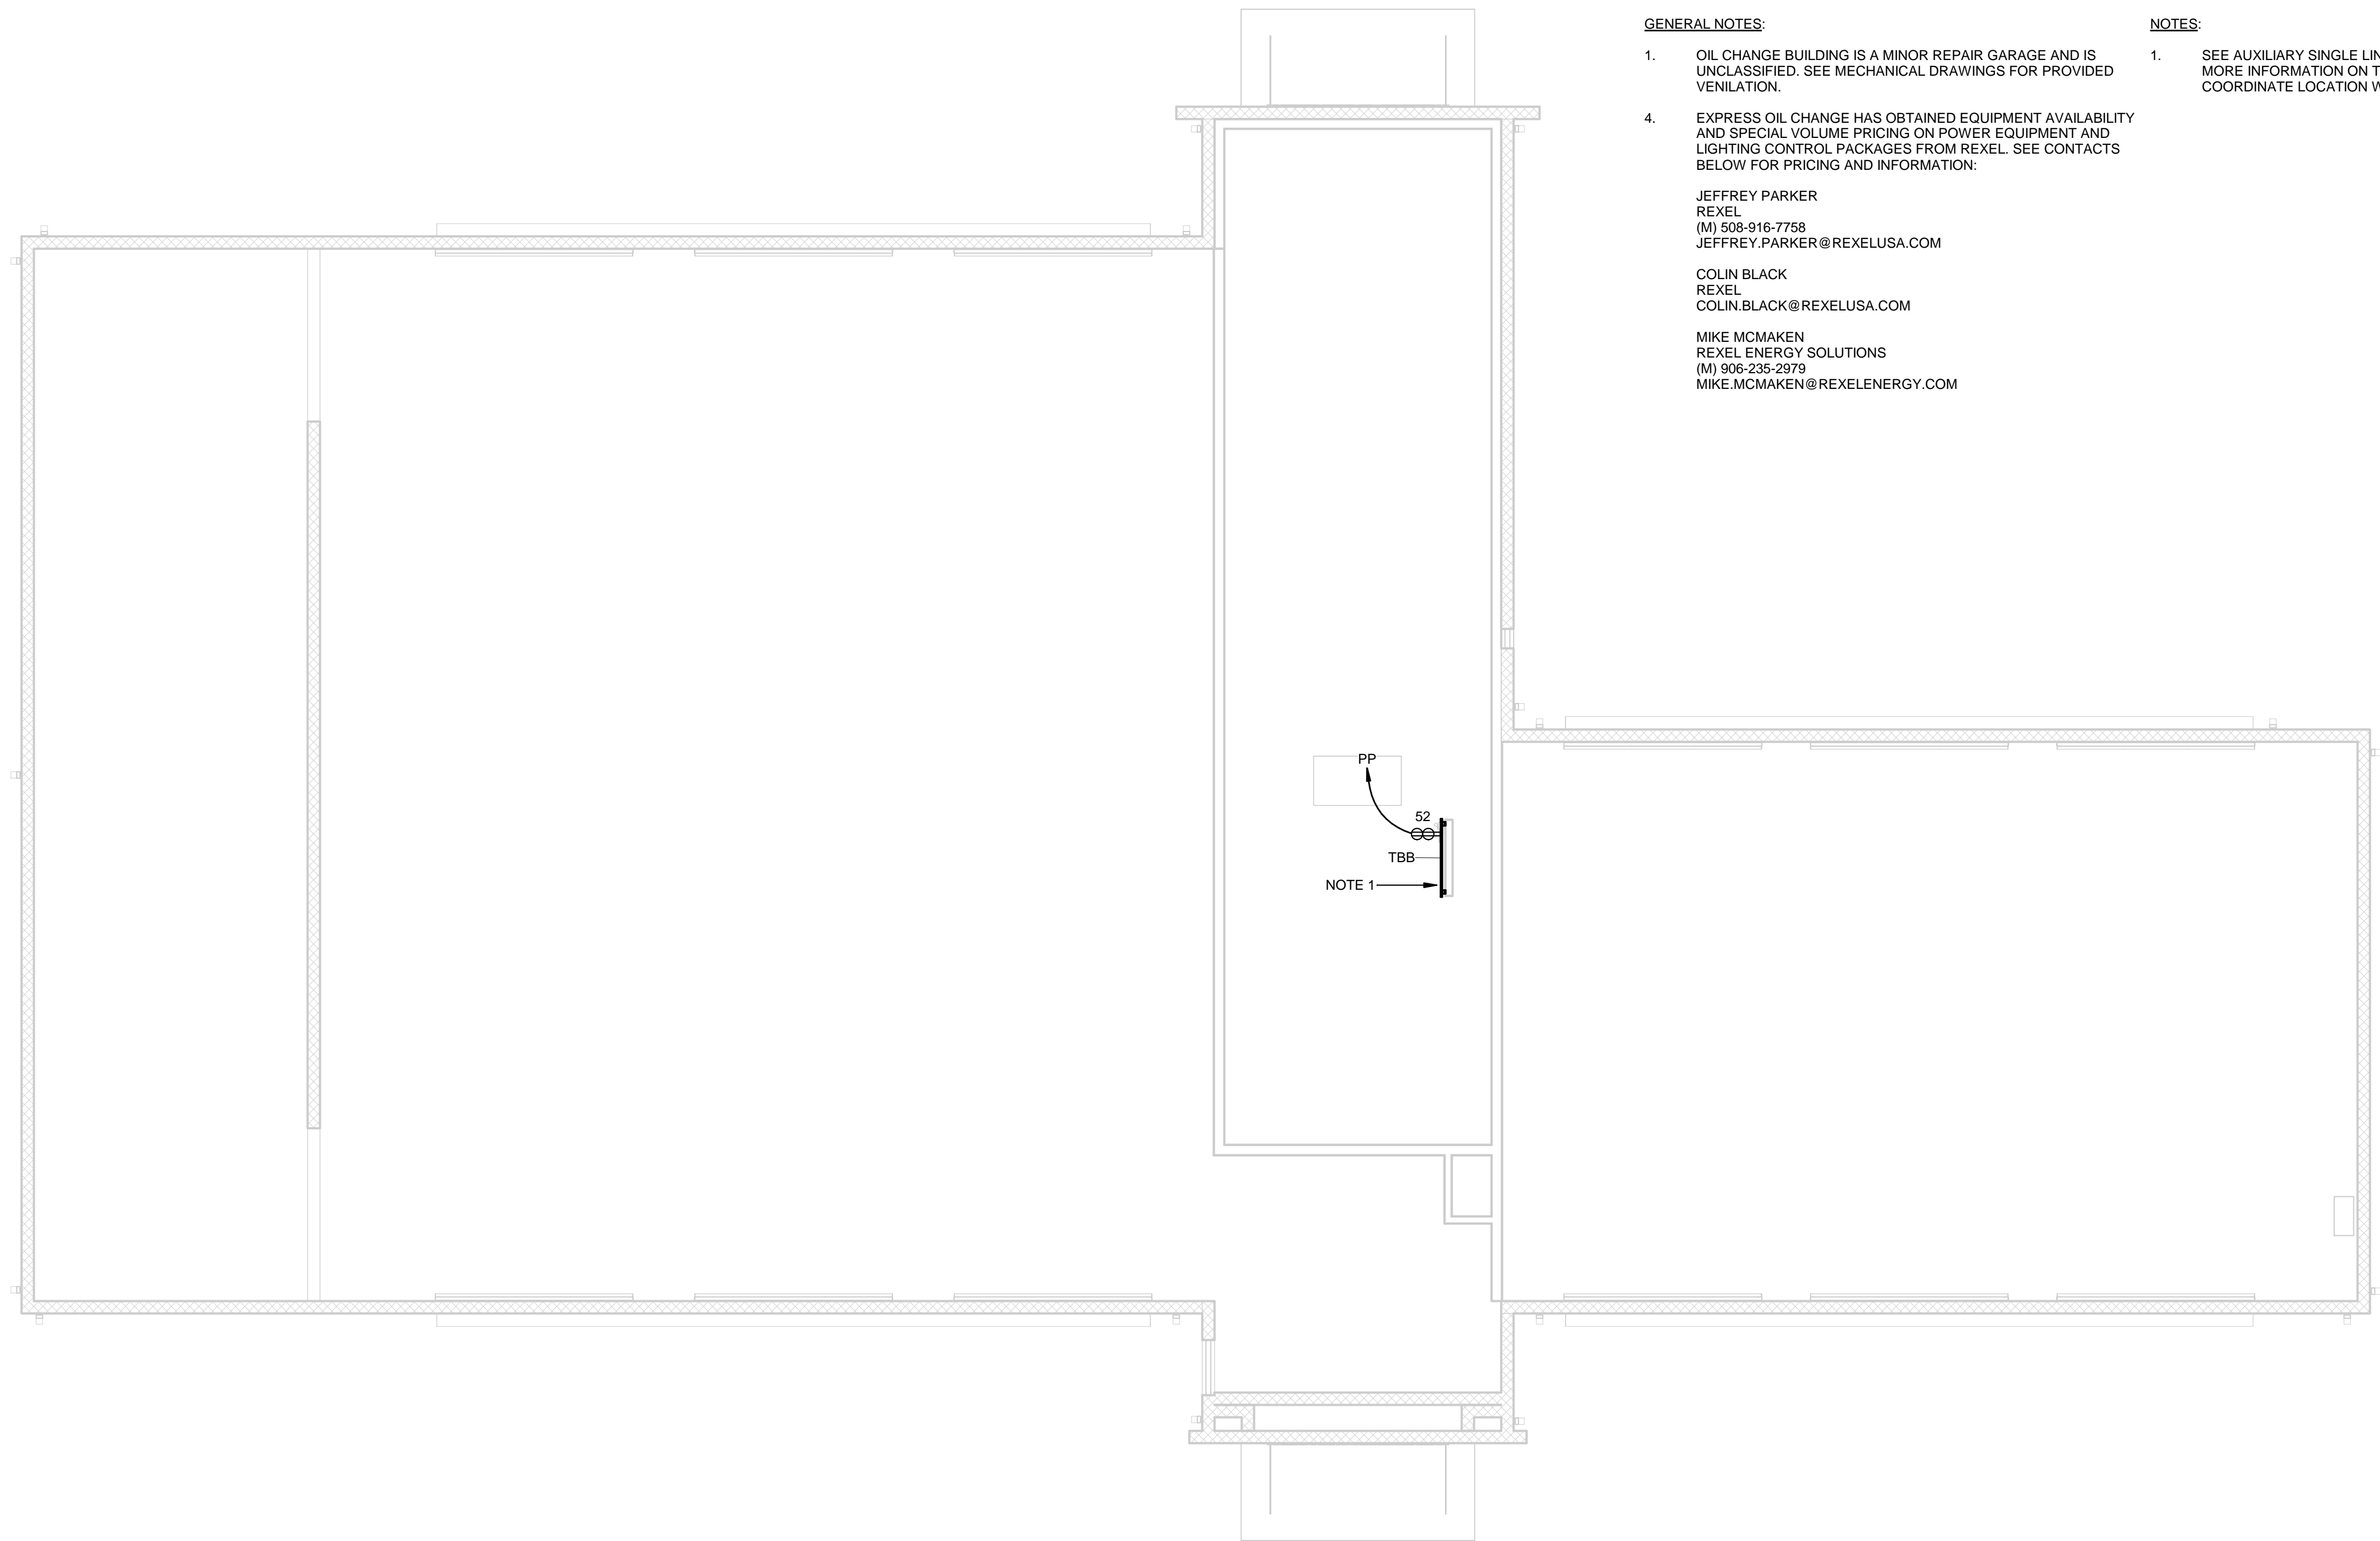 GENERAL NOTES:
1. OIL CHANGE BUILDING IS A MINOR REPAIR GARAGE AND IS
UNCLASSIFIED. SEE MECHANICAL DRAWINGS FOR PROVIDED
VENILATION.
4. EXPRESS OIL CHANGE HAS OBTAINED EQUIPMENT AVAILABILITY
AND SPECIAL VOLUME PRICING ON POWER EQUIPMENT AND
LIGHTING CONTROL PACKAGES FROM REXEL. SEE CONTACTS
BELOW FOR PRICING AND INFORMATION:
JEFFREY PARKER
REXEL
(M) 508-916-7758
JEFFREY.PARKER@REXELUSA.COM
COLIN BLACK
REXEL
COLIN.BLACK@REXELUSA.COM
MIKE MCMAKEN
REXEL ENERGY SOLUTIONS
(M) 906-235-2979
MIKE.MCMAKEN@REXELENERGY.COM
NOTES:
1. SEE AUXILIARY SINGLE
MORE INFORMATION ON
COORDINATE LOCATION
PP
52
TBB
NOTE 1